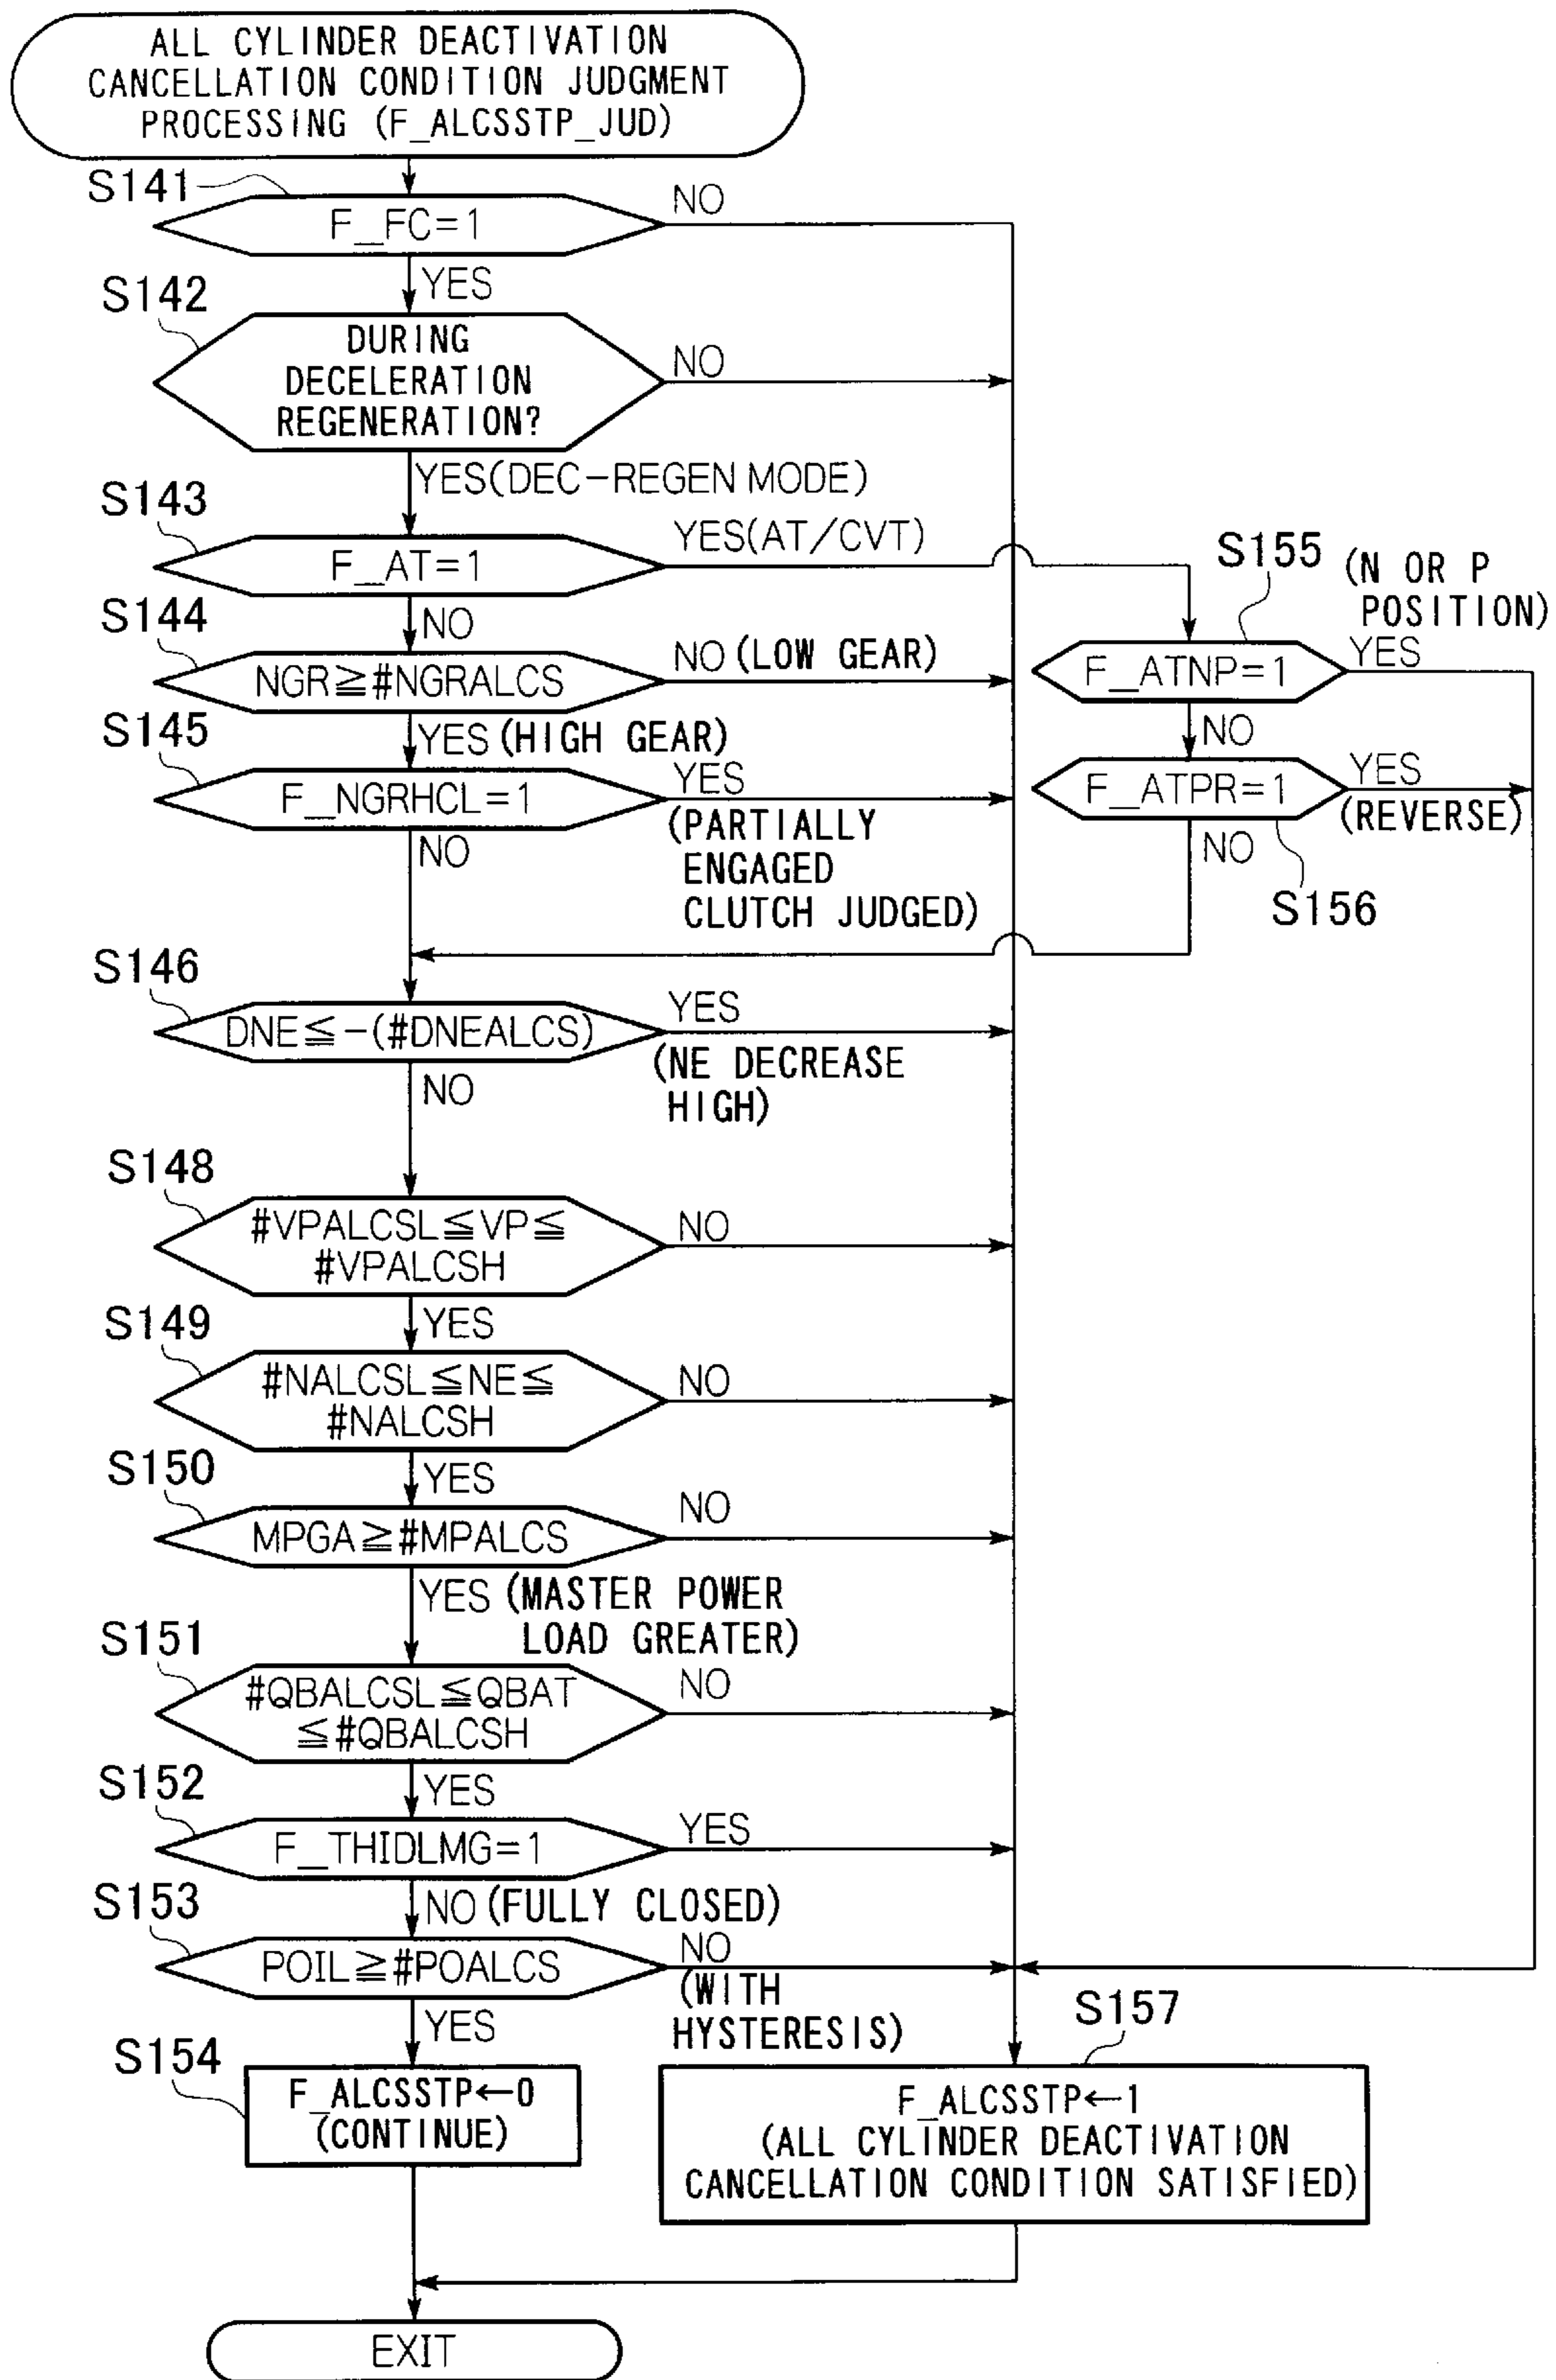 ALL CYLINDER DEACTIVATION
CANCELLATION CONDITION JUDGMENT
PROCESSING (F_ALCSSTP_JUD)
S141
F_FC=1
NO
YES
S142
DURING
DECELERATION
REGENERATION?
NO
YES(DEC-REGEN MODE)
S143
F_AT=1
YES(AT/CVT)
NO
S155
(N OR P
POSITION)
F_ATNP=1
YES
NO
S144
NGR≧#NGRALCS
NO (LOW GEAR)
YES (HIGH GEAR)
S145
F_NGRHCL=1
YES
(PARTIALLY
ENGAGED
CLUTCH JUDGED)
NO
F_ATPR=1
YES
(REVERSE)
NO
S156
S146
DNE≦-(#DNEALCS)
YES
(NE DECREASE
HIGH)
NO
S148
#VPALCSL≦VP≦
#VPALCSH
NO
YES
S149
#NALCSL≦NE≦
#NALCSH
NO
YES
S150
MPGA≧#MPALCS
NO
YES (MASTER POWER
LOAD GREATER)
S151
#QBALCSL≦QBAT
≦#QBALCSH
NO
YES
S152
F_THIDLMG=1
YES
NO (FULLY CLOSED)
S153
POIL≧#POALCS
NO
(WITH
HYSTERESIS)
YES
S154
F_ALCSSTP←0
(CONTINUE)
S157
F_ALCSSTP←1
(ALL CYLINDER DEACTIVATION
CANCELLATION CONDITION SATISFIED)
EXIT